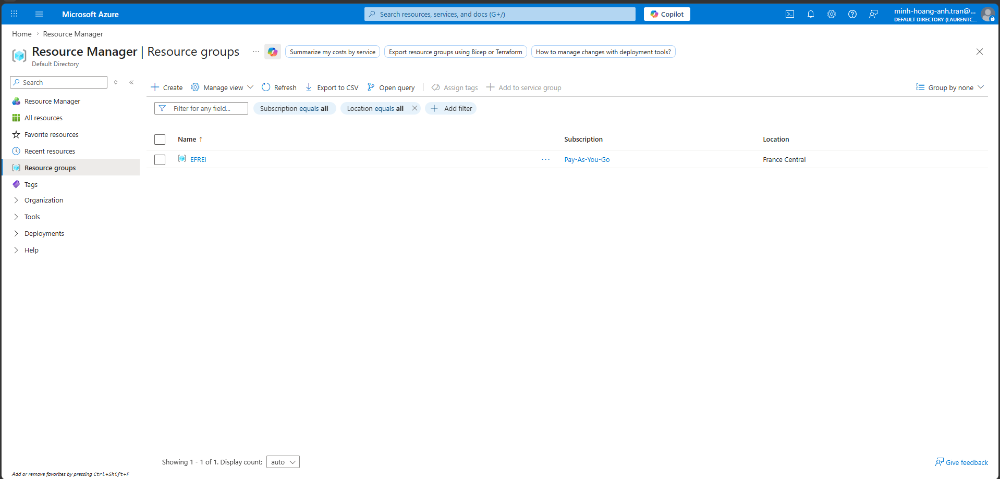 Microsoft Azure
Search resources, services, and docs (G+/)
Copilot
minh-hoang-anh.tran@...
DEFAULT DIRECTORY (LAURENTC...
Home > Resource Manager
Resource Manager | Resource groups
...
Summarize my costs by service
Export resource groups using Bicep or Terraform
How to manage changes with deployment tools?
Default Directory
Search
Create
Manage view
Refresh
Export to CSV
Open query
Assign tags
Add to service group
Group by none
Resource Manager
All resources
Favorite resources
Recent resources
Resource groups
Tags
Organization
Tools
Deployments
Help
Filter for any field...
Subscription equals all
Location equals all
Add filter
Name ↑ Subscription Location
EFREI ... Pay-As-You-Go France Central
Showing 1 - 1 of 1. Display count: auto
Give feedback
Add or remove favorites by pressing Ctrl+Shift+F